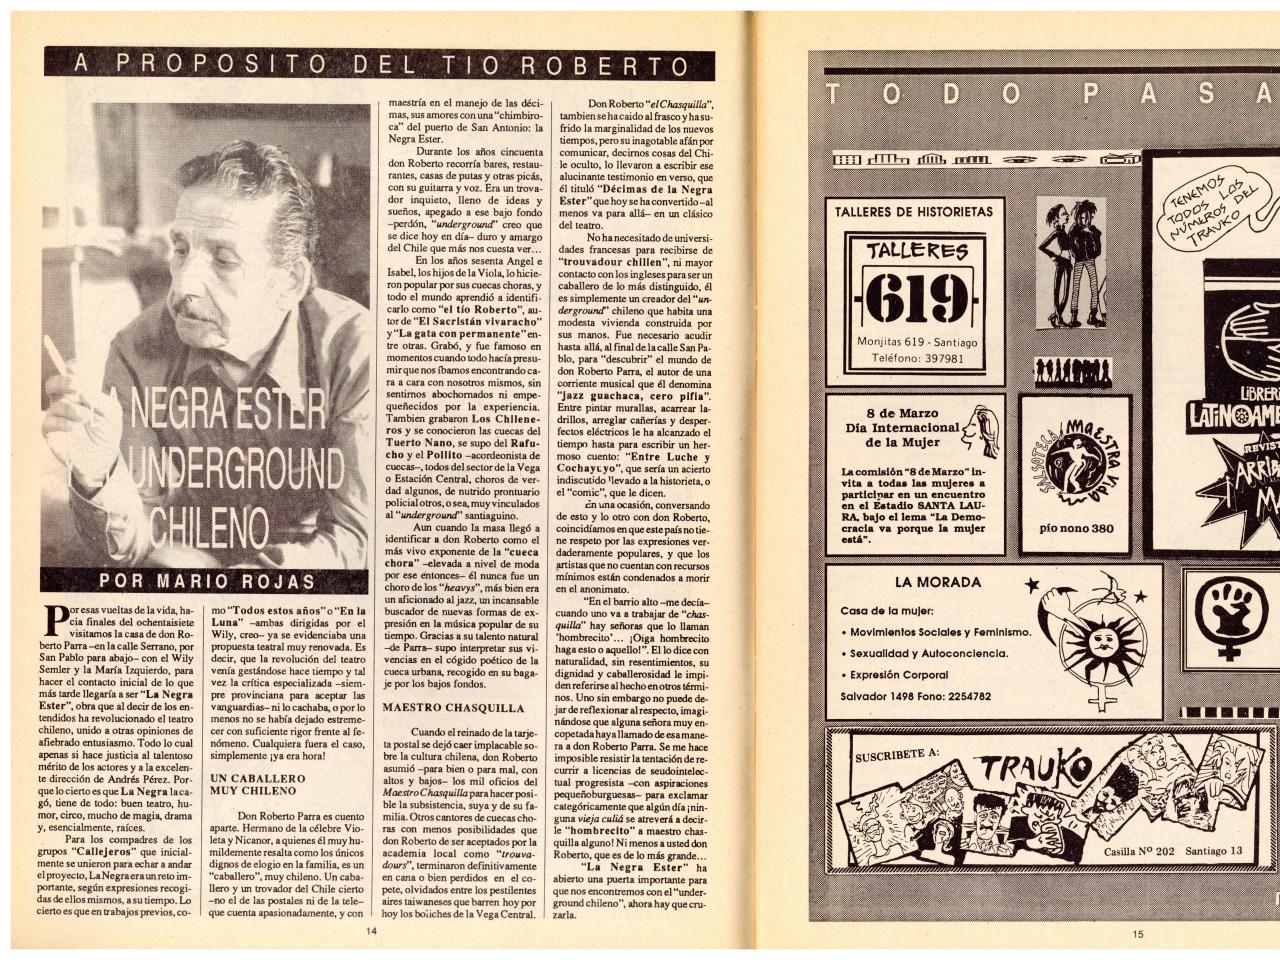 A PROPOSITO DEL TIO ROBERTO
LA NEGRA ESTER
Y EL UNDERGROUND
CHILENO
POR MARIO ROJAS
Por esas vueltas de la vida, ha-
cia finales del ochentaisiete
visitamos la casa de don Ro-
berto Parra –en la calle Serrano, por
San Pablo para abajo– con el Wily
Semler y la María Izquierdo, para
hacer el contacto inicial de lo que
más tarde llegaría a ser "La Negra
Ester", obra que al decir de los en-
tendidos ha revolucionado el teatro
chileno, unido a otras opiniones de
afiebrado entusiasmo. Todo lo cual
apenas si hace justicia al talentoso
mérito de los actores y a la excelen-
te dirección de Andrés Pérez. Por-
que lo cierto es que La Negra la ca-
gó, tiene de todo: buen teatro, hu-
mor, circo, mucho de magia, drama
y, esencialmente, raíces.
Para los compadres de los
grupos "Callejeros" que inicial-
mente se unieron para echar a andar
el proyecto, La Negra era un reto im-
portante, según expresiones recogi-
das de ellos mismos, a su tiempo. Lo
cierto es que en trabajos previos, co-
mo "Todos estos años" o "En la
Luna" –ambas dirigidas por el
Wily, creo– ya se evidenciaba una
propuesta teatral muy renovada. Es
decir, que la revolución del teatro
venía gestándose hace tiempo y tal
vez la crítica especializada –siem-
pre provinciana para aceptar las
vanguardias– ni lo cachaba, o por lo
menos no se había dejado estreme-
cer con suficiente rigor frente al fe-
nómeno. Cualquiera fuera el caso,
simplemente ¡ya era hora!
UN CABALLERO
MUY CHILENO
Don Roberto Parra es cuento
aparte. Hermano de la célebre Vio-
leta y Nicanor, a quienes él muy hu-
mildemente resalta como los únicos
dignos de elogio en la familia, es un
"caballero", muy chileno. Un caba-
llero y un trovador del Chile cierto
–no el de las postales ni de la tele-
que cuenta apasionadamente, y con
maestría en el manejo de las déci-
mas, sus amores con una "chimbiro-
ca" del puerto de San Antonio: la
Negra Ester.
Durante los años cincuenta
don Roberto recorría bares, restau-
rantes, casas de putas y otras picás,
con su guitarra y voz. Era un trova-
dor inquieto, lleno de ideas y
sueños, apegado a ese bajo fondo
–perdón, "underground" creo que
se dice hoy en día– duro y amargo
del Chile que más nos cuesta ver...
En los años sesenta Angel e
Isabel, los hijos de la Viola, lo hicie-
ron popular por sus cuecas choras, y
todo el mundo aprendió a identifi-
carlo como "el tío Roberto", au-
tor de "El Sacristán vivaracho"
y "La gata con permanente" en-
tre otras. Grabó, y fue famoso en
momentos cuando todo hacía presu-
mir que nos íbamos encontrando ca-
ra a cara con nosotros mismos, sin
sentirnos abochornados ni empe-
queñecidos por la experiencia.
Tambien grabaron Los Chilene-
ros y se conocieron las cuecas del
Tuerto Nano, se supo del Rafu-
cho y el Pollito –acordeonista de
cuecas–, todos del sector de la Vega
o Estación Central, choros de ver-
dad algunos, de nutrido prontuario
policial otros, o sea, muy vinculados
al "underground" santiaguino.
Aun cuando la masa llegó a
identificar a don Roberto como el
más vivo exponente de la "cueca
chora" –elevada a nivel de moda
por ese entonces– él nunca fue un
choro de los "heavys", más bien era
un aficionado al jazz, un incansable
buscador de nuevas formas de ex-
presión en la música popular de su
tiempo. Gracias a su talento natural
–de Parra– supo interpretar sus vi-
vencias en el cógido poético de la
cueca urbana, recogido en su baga-
je por los bajos fondos.
MAESTRO CHASQUILLA
Cuando el reinado de la tarje-
ta postal se dejó caer implacable so-
bre la cultura chilena, don Roberto
asumió –para bien o para mal, con
altos y bajos– los mil oficios del
Maestro Chasquilla para hacer posi-
ble la subsistencia, suya y de su fa-
milia. Otros cantores de cuecas cho-
ras con menos posibilidades que
don Roberto de ser aceptados por la
academia local como "trouva-
dours", terminaron definitivamente
en cana o bien perdidos en el co-
pete, olvidados entre los pestilentes
aires taiwaneses que barren hoy por
hoy los boliches de la Vega Central.
Don Roberto "el Chasquilla",
tambien se ha caido al frasco y ha su-
frido la marginalidad de los nuevos
tiempos, pero su inagotable afán por
comunicar, decirnos cosas del Chi-
le oculto, lo llevaron a escribir ese
alucinante testimonio en verso, que
él tituló "Décimas de la Negra
Ester" que hoy se ha convertido –al
menos va para allá– en un clásico
del teatro.
No ha necesitado de universi-
dades francesas para recibirse de
"trouvadour chilien", ni mayor
contacto con los ingleses para ser un
caballero de lo más distinguido, él
es simplemente un creador del "un-
derground" chileno que habita una
modesta vivienda construida por
sus manos. Fue necesario acudir
hasta allá, al final de la calle San Pa-
blo, para "descubrir" el mundo de
don Roberto Parra, el autor de una
corriente musical que él denomina
"jazz guachaca, cero pifia".
Entre pintar murallas, acarrear la-
drillos, arreglar cañerías y desper-
fectos eléctricos le ha alcanzado el
tiempo hasta para escribir un her-
moso cuento: "Entre Luche y
Cochayuyo", que sería un acierto
indiscutido llevado a la historieta, o
el "comic", que le dicen.
En una ocasión, conversando
de esto y lo otro con don Roberto,
coincidíamos en que este país no tie-
ne respeto por las expresiones ver-
daderamente populares, y que los
artistas que no cuentan con recursos
mínimos están condenados a morir
en el anonimato.
"En el barrio alto –me decía–
cuando uno va a trabajar de "chas-
quilla" hay señoras que lo llaman
'hombrecito'... ¡Oiga hombrecito
haga esto o aquello!". El lo dice con
naturalidad, sin resentimientos, su
dignidad y caballerosidad le impi-
den referirse al hecho en otros térmi-
nos. Uno sin embargo no puede de-
jar de reflexionar al respecto, imagi-
nándose que alguna señora muy en-
copetada haya llamado de esa mane-
ra a don Roberto Parra. Se me hace
imposible resistir la tentación de re-
currir a licencias de seudointelec-
tual progresista –con aspiraciones
pequeñoburguesas– para exclamar
categóricamente que algún día ¡nin-
guna vieja culiá se atreverá a decir-
le "hombrecito" a maestro chas-
quilla alguno! Ni menos a usted don
Roberto, que es de lo más grande...
"La Negra Ester" ha
abierto una puerta importante para
que nos encontremos con el "under-
ground chileno", ahora hay que cru-
zarla.
14
TODO PASA
TALLERES DE HISTORIETAS
TALLERES
619
Monjitas 619 - Santiago
Teléfono: 397981
TENEMOS
TODOS LOS
NÚMEROS DEL
TRAUKO
LIBRERI
LATINOAME
REVIS
¡ARRIB
M
8 de Marzo
Día Internacional
de la Mujer
La comisión "8 de Marzo" in-
vita a todas las mujeres a
participar en un encuentro
en el Estadio SANTA LAU-
RA, bajo el lema "La Demo-
cracia va porque la mujer
está".
SALSOTECA MAESTRA VIDA
pío nono 380
LA MORADA
Casa de la mujer:
• Movimientos Sociales y Feminismo.
• Sexualidad y Autoconciencia.
• Expresión Corporal
Salvador 1498 Fono: 2254782
SUSCRIBETE A:
TRAUKO
Casilla Nº 202 Santiago 13
15